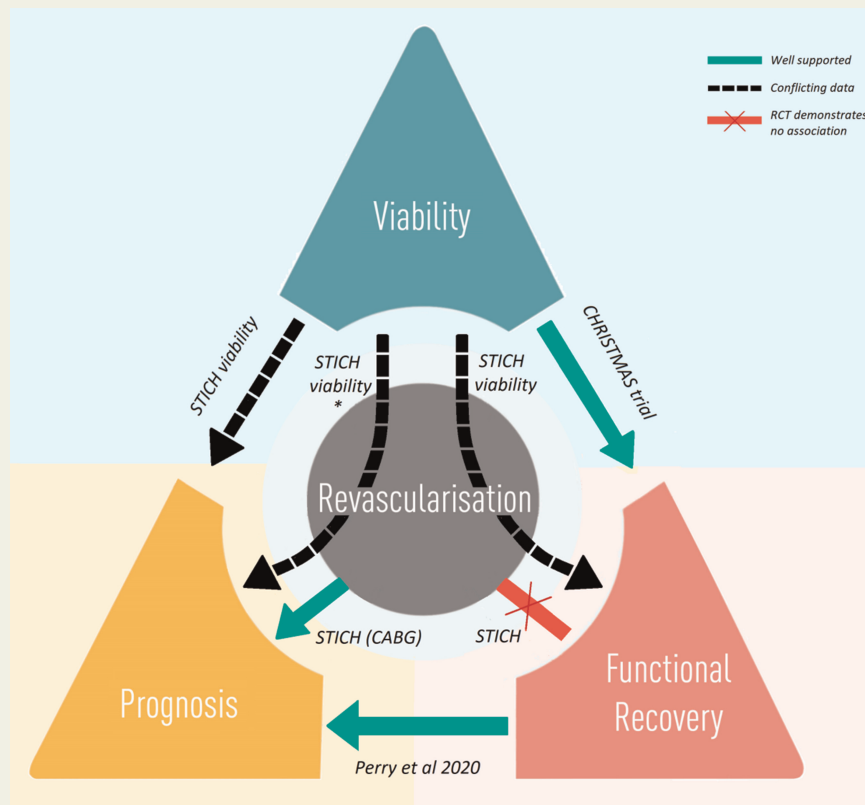 Well supported
Conflicting data
RCT demonstrates
no association
Viability
STICH viability
STICH
viability
*
STICH
viability
CHRISTMAS trial
Revascularisation
STICH (CABG)
STICH
Prognosis
Functional
Recovery
Perry et al 2020